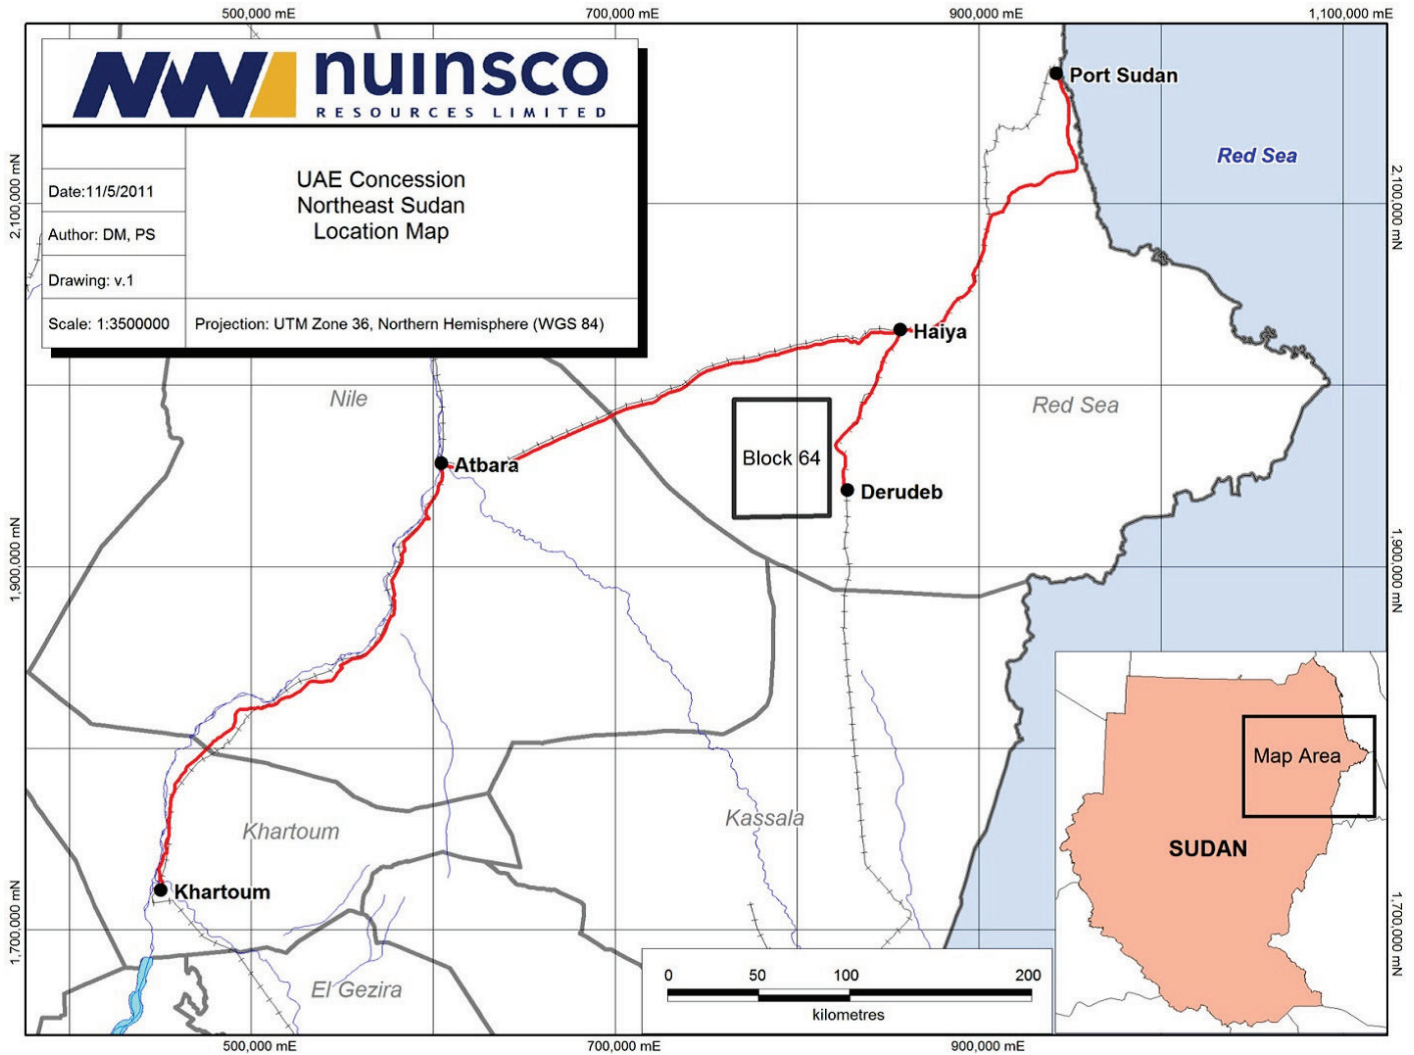 500,000 mE
700,000 mE
900,000 mE
1,100,000 mE
NW nuinsco
RESOURCES LIMITED
UAE Concession
Northeast Sudan
Location Map
Date:11/5/2011
Author: DM, PS
Drawing: v.1
Scale: 1:3500000
Projection: UTM Zone 36, Northern Hemisphere (WGS 84)
Port Sudan
Red Sea
2,100,000 mN
2,100,000 mN
Haiya
Nile
Red Sea
Atbara
Block 64
Derudeb
1,900,000 mN
1,900,000 mN
Map Area
Kassala
Khartoum
SUDAN
Khartoum
1,700,000 mN
1,700,000 mN
El Gezira
0 50 100 200
kilometres
500,000 mE
700,000 mE
900,000 mE